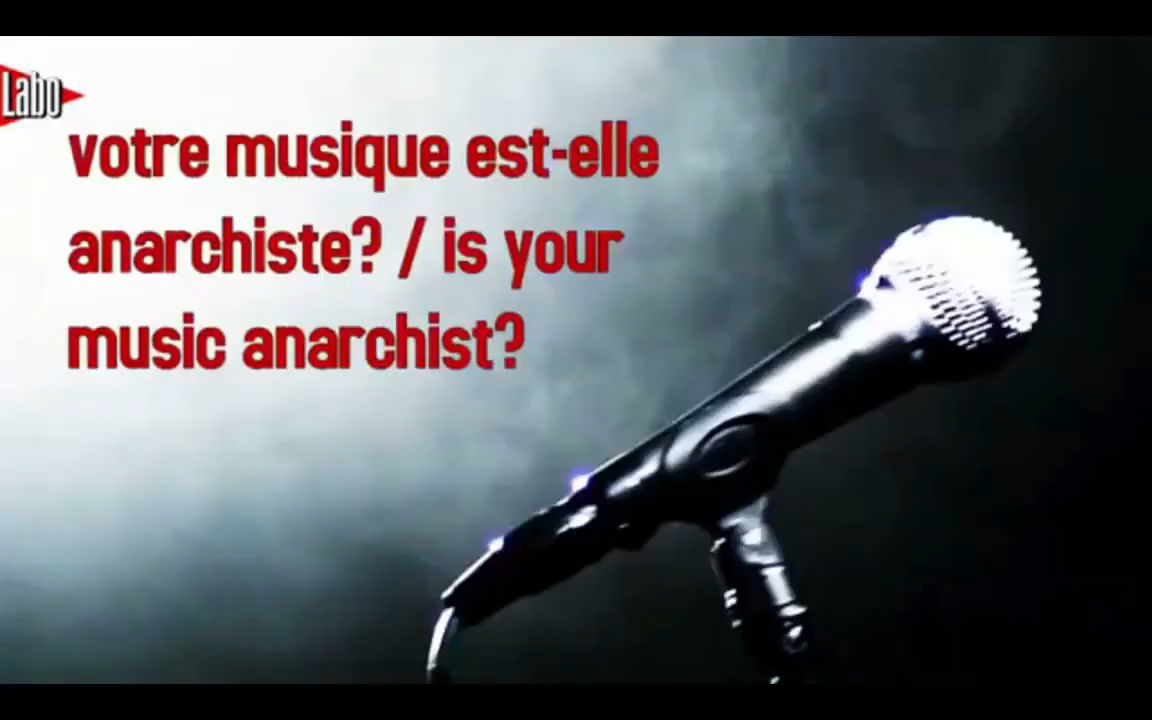 Labo
votre musique est-elle
anarchiste? / is your
music anarchist?